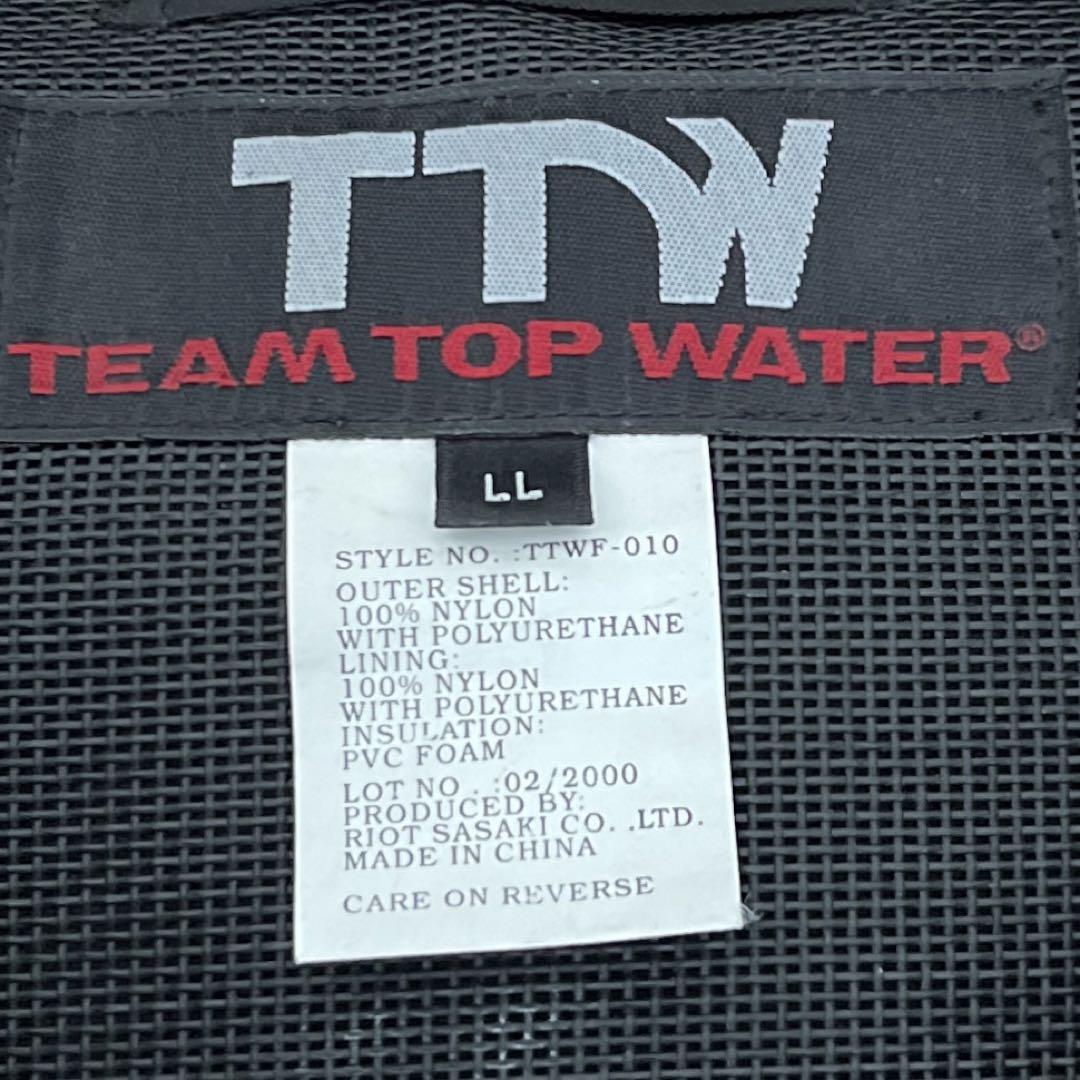 TTW
TEAM TOP WATER®
LL
STYLE NO. :TTWF-010
OUTER SHELL:
100% NYLON
WITH POLYURETHANE
LINING:
100% NYLON
WITH POLYURETHANE
INSULATION:
PVC FOAM
LOT NO. :02/2000
PRODUCED BY:
RIOT SASAKI CO. .LTD.
MADE IN CHINA
CARE ON REVERSE